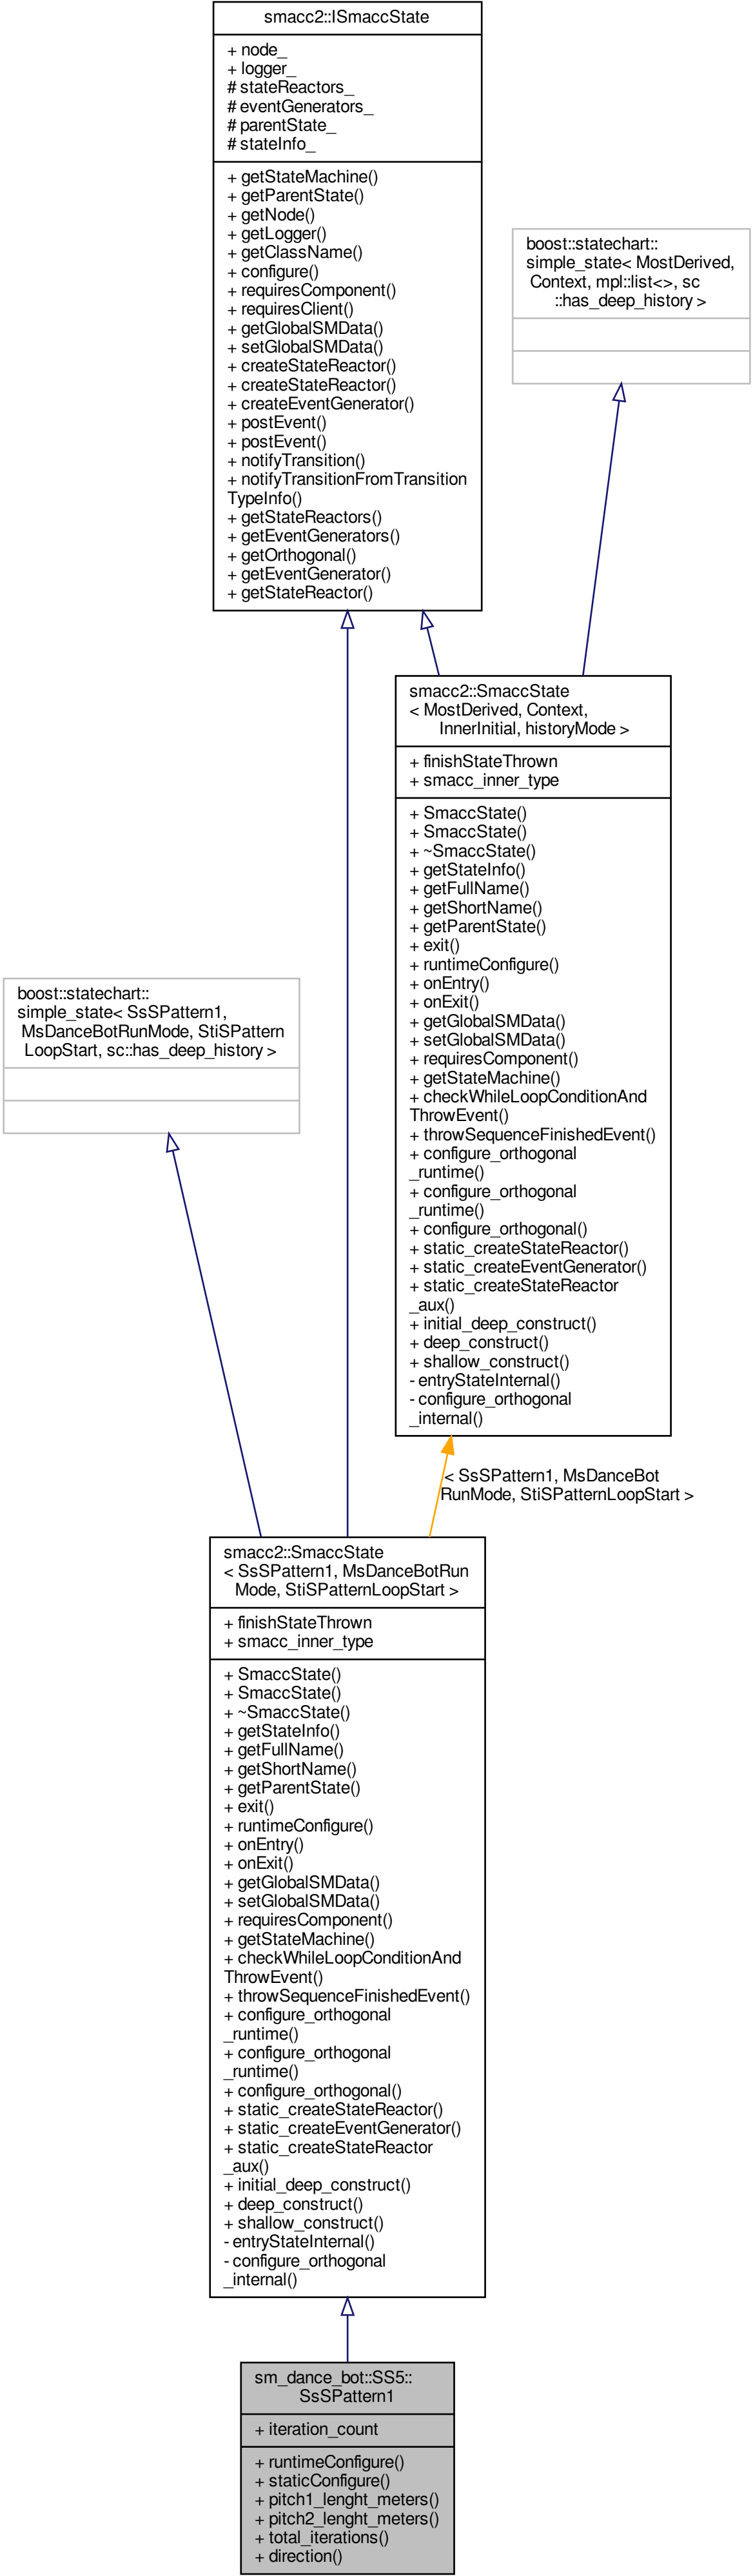 smacc2::ISmaccState
+ node_
+ logger_
# stateReactors_
# eventGenerators_
# parentState_
# stateInfo_
+ getStateMachine()
+ getParentState()
+ getNode()
+ getLogger()
+ getClassName()
+ configure()
+ requiresComponent()
+ requiresClient()
+ getGlobalSMData()
+ setGlobalSMData()
+ createStateReactor()
+ createStateReactor()
+ createEventGenerator()
+ postEvent()
+ postEvent()
+ notifyTransition()
+ notifyTransitionFromTransition
TypeInfo()
+ getStateReactors()
+ getEventGenerators()
+ getOrthogonal()
+ getEventGenerator()
+ getStateReactor()
boost::statechart::
simple_state< MostDerived,
Context, mpl::list<>, sc
::has_deep_history >
smacc2::SmaccState
< MostDerived, Context,
InnerInitial, historyMode >
+ finishStateThrown
+ smacc_inner_type
+ SmaccState()
+ SmaccState()
+ ~SmaccState()
+ getStateInfo()
+ getFullName()
+ getShortName()
+ getParentState()
+ exit()
+ runtimeConfigure()
+ onEntry()
+ onExit()
+ getGlobalSMData()
+ setGlobalSMData()
+ requiresComponent()
+ getStateMachine()
+ checkWhileLoopConditionAnd
ThrowEvent()
+ throwSequenceFinishedEvent()
+ configure_orthogonal
_runtime()
+ configure_orthogonal
_runtime()
+ configure_orthogonal()
+ static_createStateReactor()
+ static_createEventGenerator()
+ static_createStateReactor
_aux()
+ initial_deep_construct()
+ deep_construct()
+ shallow_construct()
- entryStateInternal()
- configure_orthogonal
_internal()
boost::statechart::
simple_state< SsSPattern1,
MsDanceBotRunMode, StiSPattern
LoopStart, sc::has_deep_history >
< SsSPattern1, MsDanceBot
RunMode, StiSPatternLoopStart >
smacc2::SmaccState
< SsSPattern1, MsDanceBotRun
Mode, StiSPatternLoopStart >
+ finishStateThrown
+ smacc_inner_type
+ SmaccState()
+ SmaccState()
+ ~SmaccState()
+ getStateInfo()
+ getFullName()
+ getShortName()
+ getParentState()
+ exit()
+ runtimeConfigure()
+ onEntry()
+ onExit()
+ getGlobalSMData()
+ setGlobalSMData()
+ requiresComponent()
+ getStateMachine()
+ checkWhileLoopConditionAnd
ThrowEvent()
+ throwSequenceFinishedEvent()
+ configure_orthogonal
_runtime()
+ configure_orthogonal
_runtime()
+ configure_orthogonal()
+ static_createStateReactor()
+ static_createEventGenerator()
+ static_createStateReactor
_aux()
+ initial_deep_construct()
+ deep_construct()
+ shallow_construct()
- entryStateInternal()
- configure_orthogonal
_internal()
sm_dance_bot::SS5::
SsSPattern1
+ iteration_count
+ runtimeConfigure()
+ staticConfigure()
+ pitch1_lenght_meters()
+ pitch2_lenght_meters()
+ total_iterations()
+ direction()